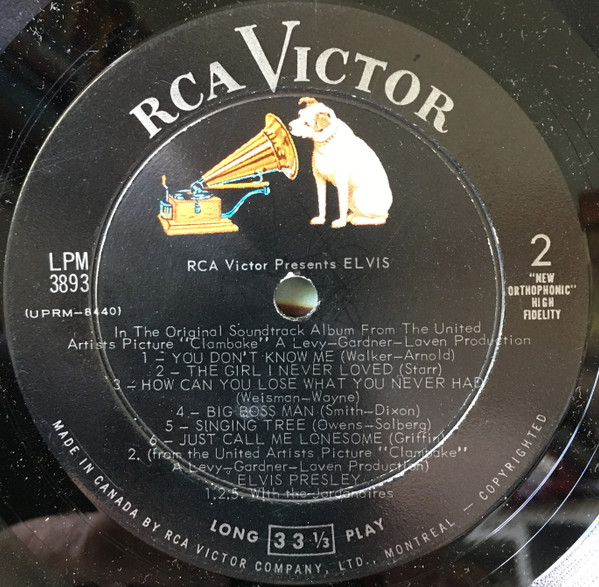 RCA VICTOR
RCA Victor Presents ELVIS
LPM
3893
(UPRM-8440)
2
"NEW
ORTHOPHONIC"
HIGH
FIDELITY
In The Original Soundtrack Album From The United
Artists Picture "Clambake" A Levy-Gardner-Laven Production
1 - YOU DON'T KNOW ME (Walker-Arnold)
2 - THE GIRL I NEVER LOVED (Starr)
3 - HOW CAN YOU LOSE WHAT YOU NEVER HAD
(Weisman-Wayne)
4 - BIG BOSS MAN (Smith-Dixon)
5 - SINGING TREE (Owens-Solberg)
6 - JUST CALL ME LONESOME (Griffin)
2. (from the United Artists Picture "Clambake"
A Levy-Gardner-Laven Production)
ELVIS PRESLEY
1.2.5. With the Jordanaires
LONG 33 1/3 PLAY
MADE IN CANADA BY RCA VICTOR COMPANY, LTD., MONTREAL - COPYRIGHTED